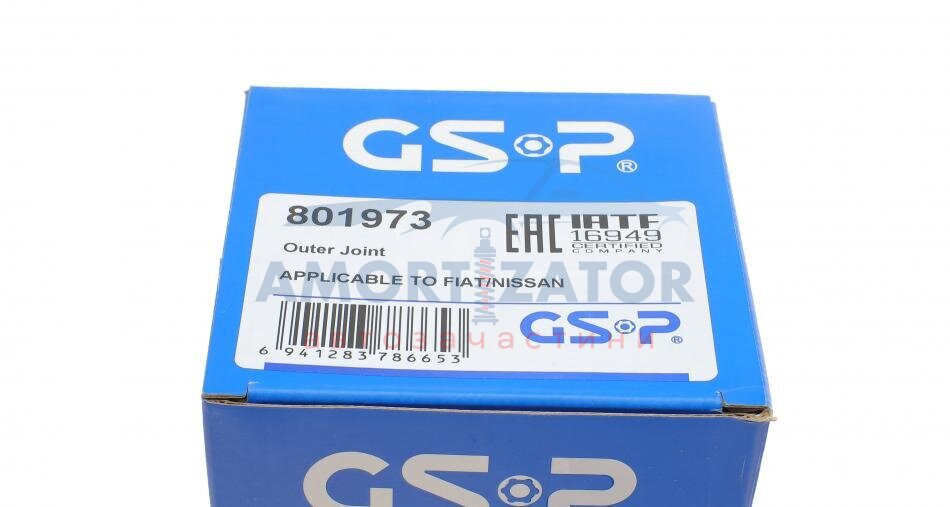 GSP®
801973
Outer Joint
APPLICABLE TO FIAT/NISSAN
EAC
IATF
16949
CERTIFIED
COMPANY
AMORTIZATOR
автозапчастини
GSP®
6 941283 786653
GSP